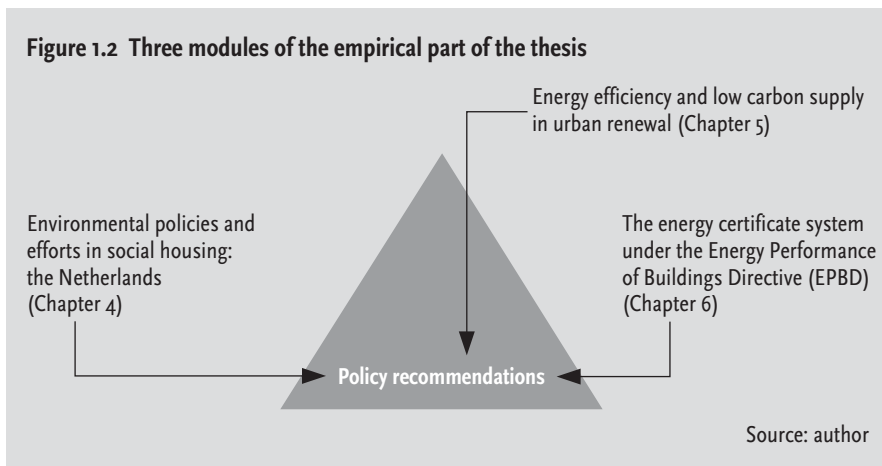 Figure 1.2 Three modules of the empirical part of the thesis
Energy efficiency and low carbon supply
in urban renewal (Chapter 5)
Environmental policies and
efforts in social housing:
the Netherlands
(Chapter 4)
The energy certificate system
under the Energy Performance
of Buildings Directive (EPBD)
(Chapter 6)
Policy recommendations
Source: author